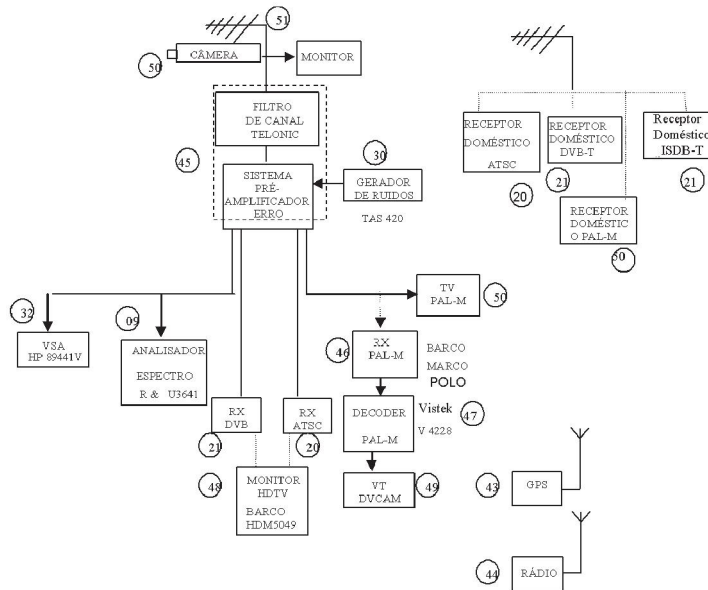 51
CÂMERA
50
MONITOR
FILTRO
DE CANAL
TELONIC
45
SISTEMA
PRÉ-
AMPLIFICADOR
ERRO
30
GERADOR
DE RUIDOS
TAS 420
RECEPTOR
DOMÉSTICO
ATSC
20
RECEPTOR
DOMÉSTICO
DVB-T
21
Receptor
Doméstico
ISDB-T
21
RECEPTOR
DOMÉSTIC
O PAL-M
50
32
VSA
HP 89441V
09
ANALISADOR
ESPECTRO
R & U3641
TV
PAL-M
50
46
RX
PAL-M
BARCO
MARCO
POLO
DECODER
PAL-M
Vistek
V 4228
47
RX
DVB
21
RX
ATSC
20
48
MONITOR
HDTV
BARCO
HDM5049
VT
DVCAM
49
43
GPS
44
RÁDIO